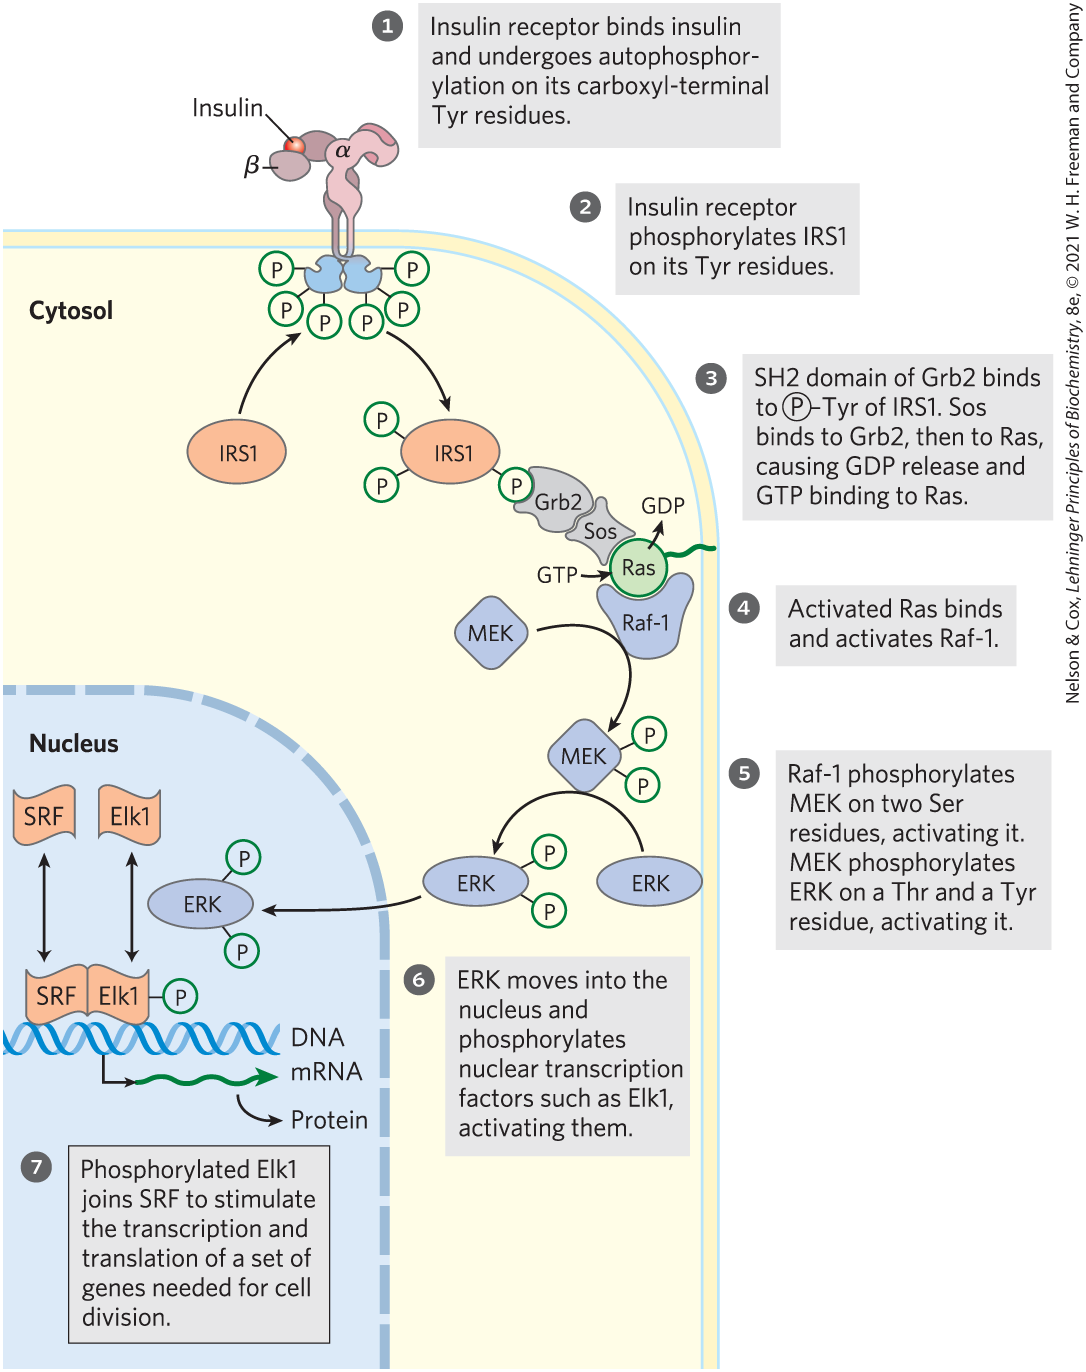 1
Insulin receptor binds insulin
and undergoes autophosphor-
ylation on its carboxyl-terminal
Tyr residues.
Insulin
α
β
2
Insulin receptor
phosphorylates IRS1
on its Tyr residues.
P P
P P P P
Cytosol
3
SH2 domain of Grb2 binds
to P–Tyr of IRS1. Sos
binds to Grb2, then to Ras,
causing GDP release and
GTP binding to Ras.
IRS1
P
IRS1
P
P
Grb2
Sos
GDP
GTP
Ras
Raf-1
MEK
4
Activated Ras binds
and activates Raf-1.
MEK
P
P
5
Raf-1 phosphorylates
MEK on two Ser
residues, activating it.
MEK phosphorylates
ERK on a Thr and a Tyr
residue, activating it.
ERK
P
P
ERK
Nucleus
SRF
Elk1
P
ERK
P
SRF
Elk1
P
DNA
mRNA
Protein
6
ERK moves into the
nucleus and
phosphorylates
nuclear transcription
factors such as Elk1,
activating them.
7
Phosphorylated Elk1
joins SRF to stimulate
the transcription and
translation of a set of
genes needed for cell
division.
Nelson & Cox, Lehninger Principles of Biochemistry, 8e, © 2021 W. H. Freeman and Company